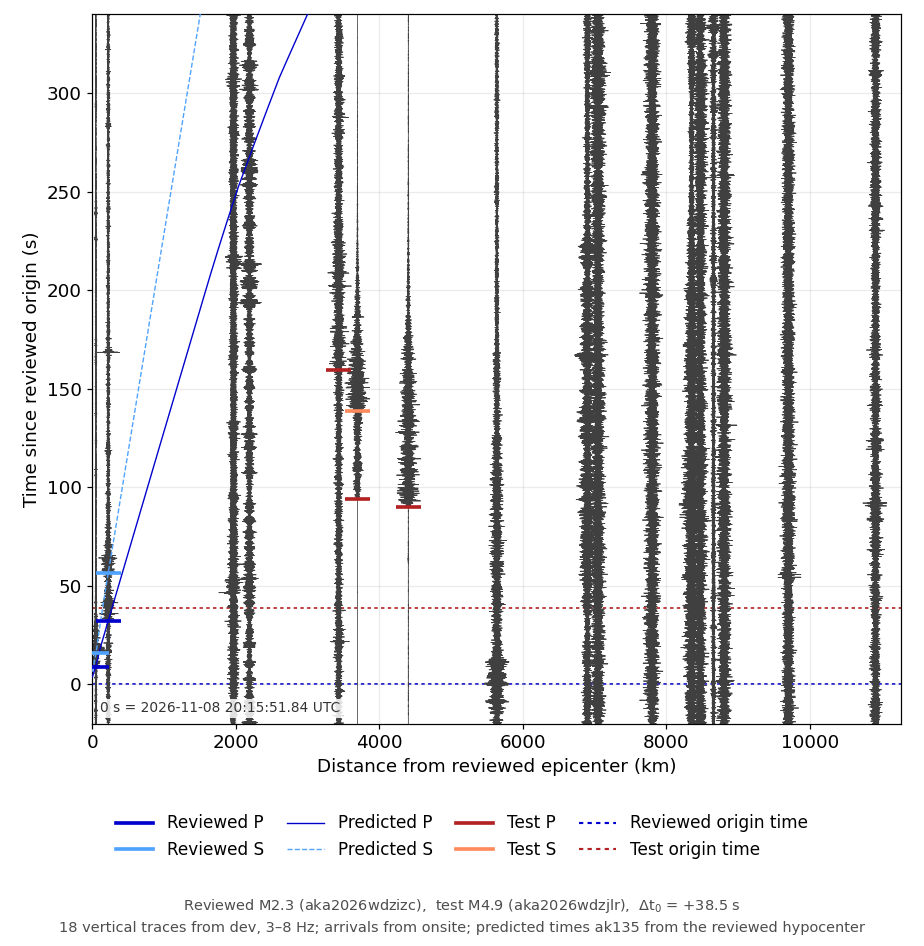 300
250
200
150
100
50
0
Time since reviewed origin (s)
0 s = 2026-11-08 20:15:51.84 UTC
0 2000 4000 6000 8000 10000
Distance from reviewed epicenter (km)
Reviewed P Predicted P Test P Reviewed origin time
Reviewed S Predicted S Test S Test origin time
Reviewed M2.3 (aka2026wdzizc), test M4.9 (aka2026wdzjlr), Δt₀ = +38.5 s
18 vertical traces from dev, 3–8 Hz; arrivals from onsite; predicted times ak135 from the reviewed hypocenter